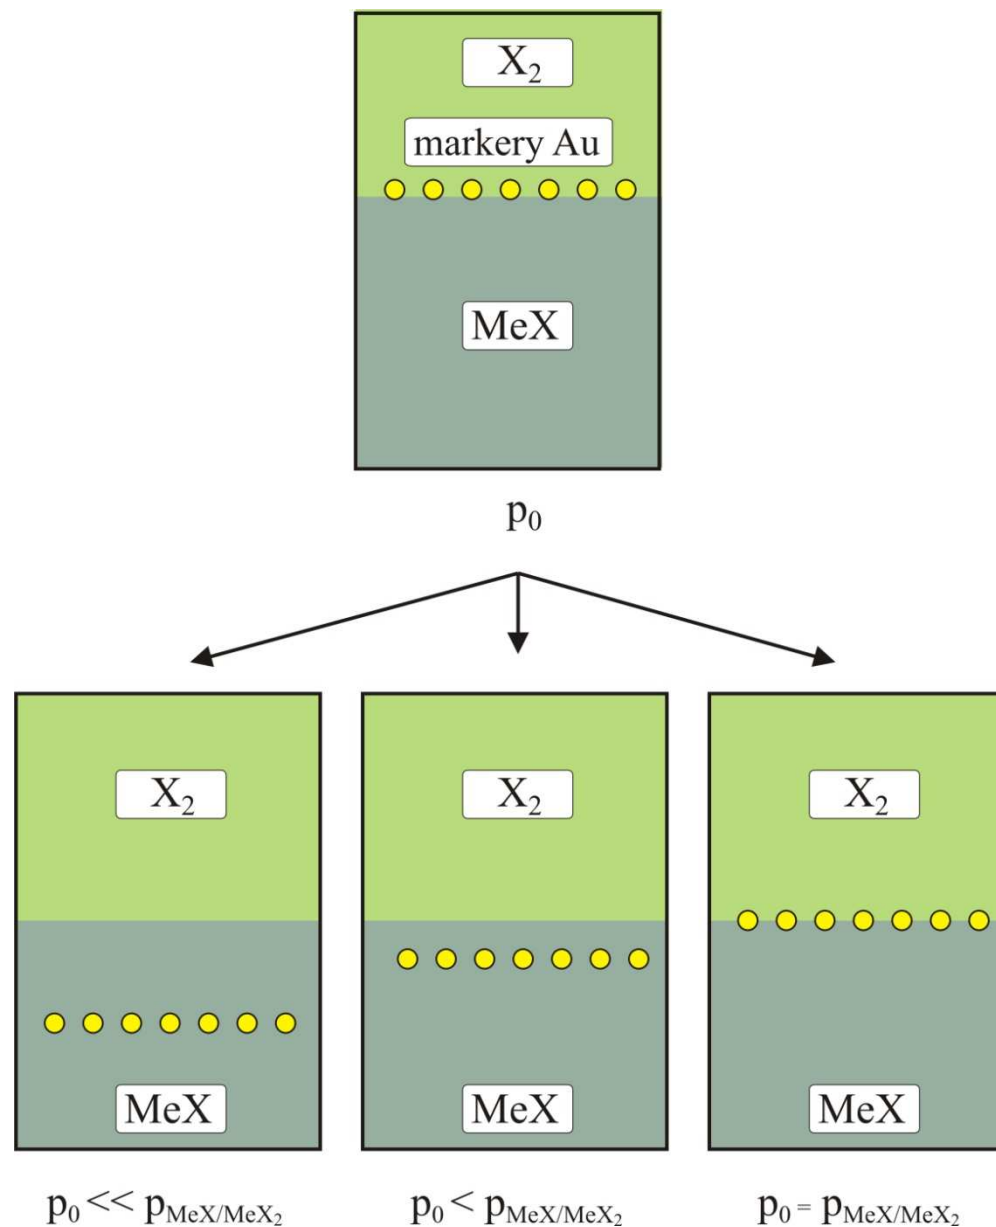 X₂
markery Au
MeX
p₀
X₂ X₂ X₂
MeX MeX MeX
p₀ << p_MeX/MeX₂ p₀ < p_MeX/MeX₂ p₀ = p_MeX/MeX₂